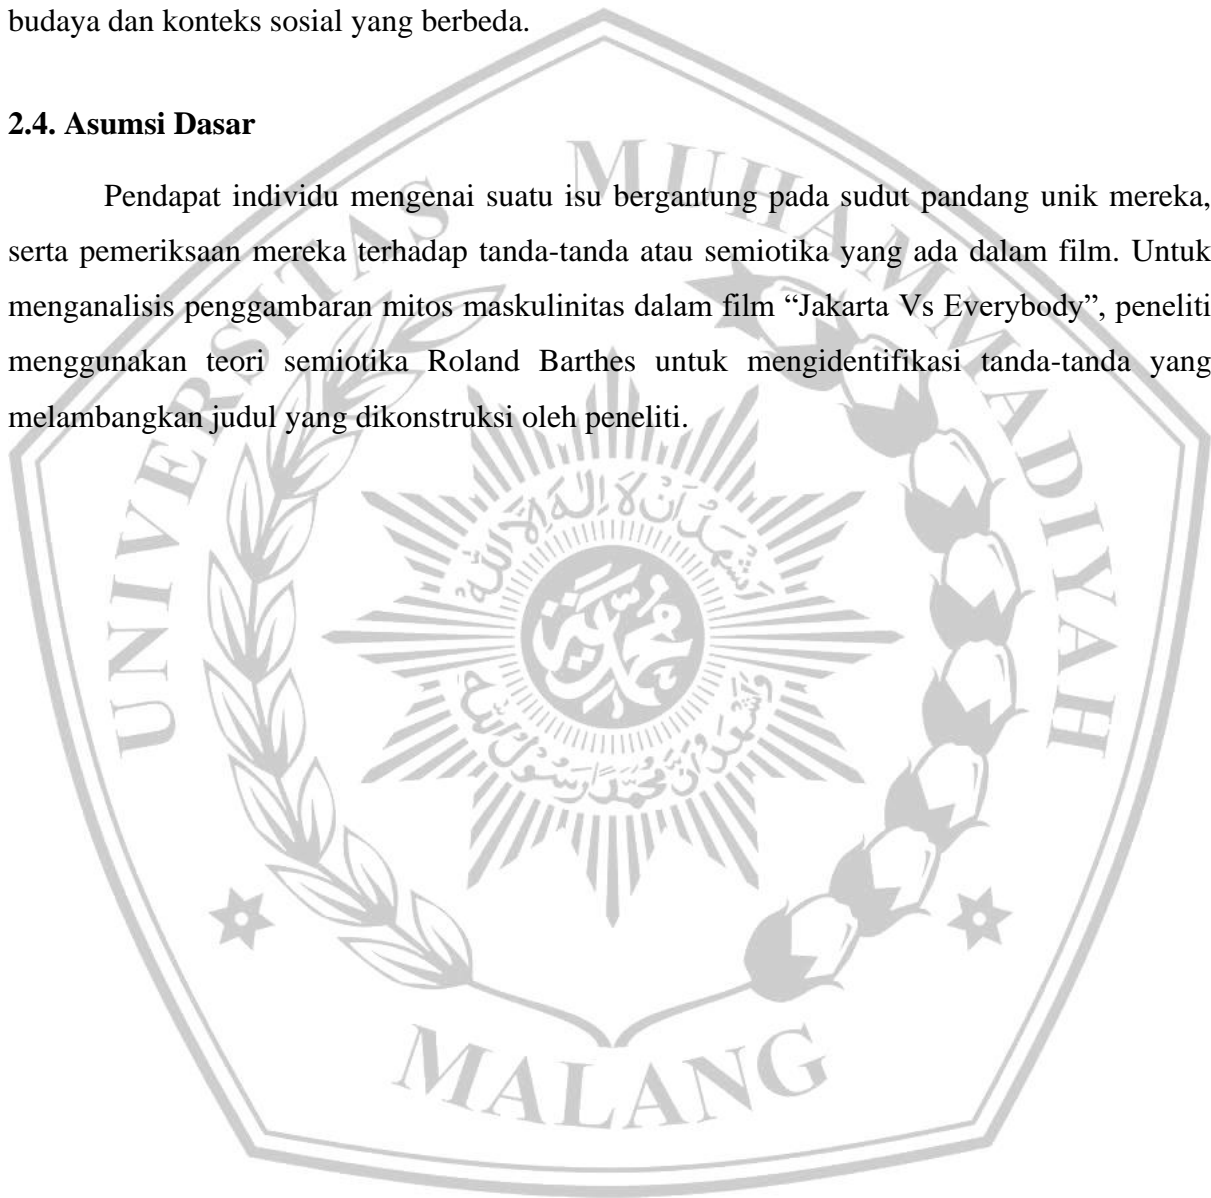 budaya dan konteks sosial yang berbeda.
2.4. Asumsi Dasar
Pendapat individu mengenai suatu isu bergantung pada sudut pandang unik mereka,
serta pemeriksaan mereka terhadap tanda-tanda atau semiotika yang ada dalam film. Untuk
menganalisis penggambaran mitos maskulinitas dalam film “Jakarta Vs Everybody”, peneliti
menggunakan teori semiotika Roland Barthes untuk mengidentifikasi tanda-tanda yang
melambangkan judul yang dikonstruksi oleh peneliti.
UNIVERSITAS MUHAMMADIYAH
MALANG